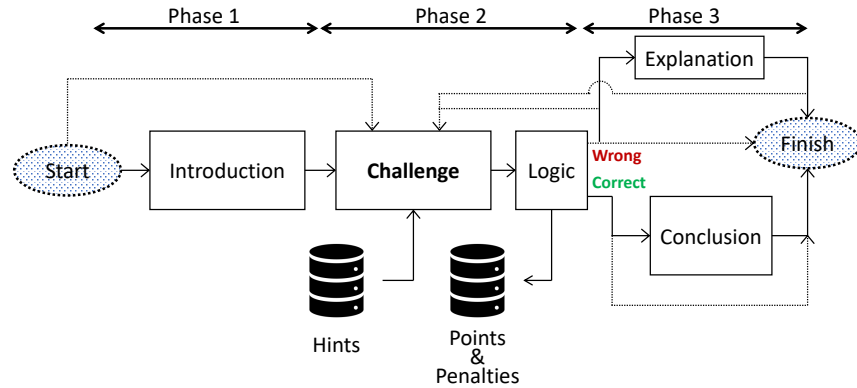 Phase 1
Phase 2
Phase 3
Explanation
Start
Introduction
Challenge
Logic
Wrong
Correct
Finish
Conclusion
Hints
Points
&
Penalties